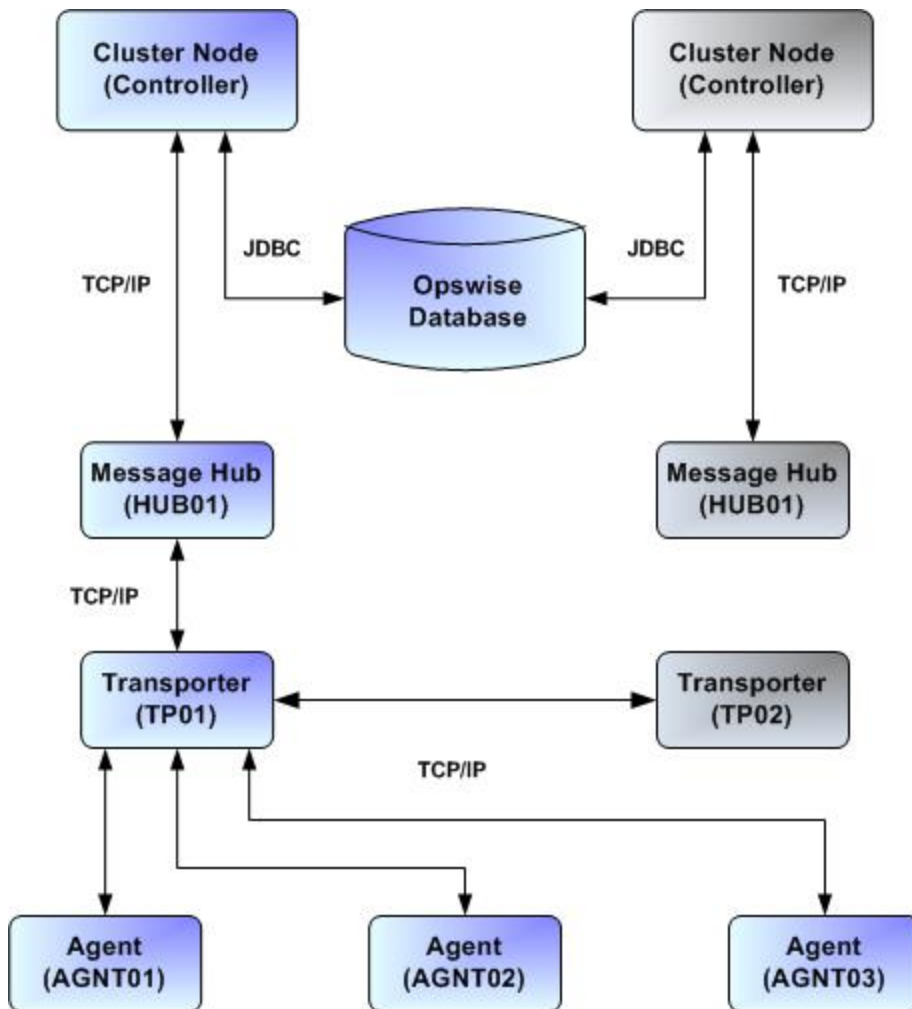 Cluster Node
(Controller)
Cluster Node
(Controller)
JDBC
JDBC
TCP/IP
TCP/IP
Opswise
Database
Message Hub
(HUB01)
Message Hub
(HUB01)
TCP/IP
Transporter
(TP01)
Transporter
(TP02)
TCP/IP
Agent
(AGNT01)
Agent
(AGNT02)
Agent
(AGNT03)